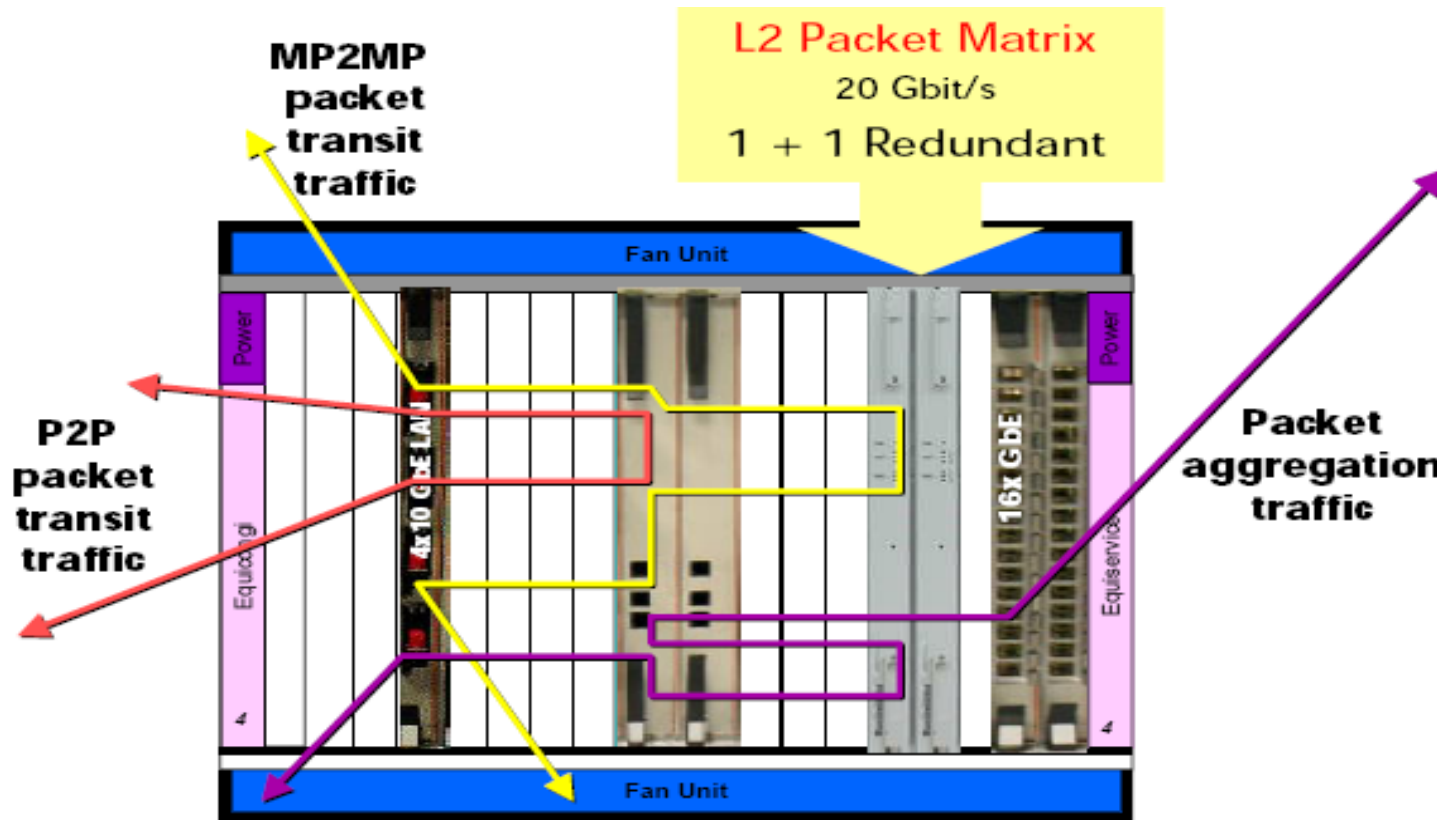 MP2MP
packet
transit
traffic
L2 Packet Matrix
20 Gbit/s
1 + 1 Redundant
Fan Unit
Power
Power
4x10 GbE LAN
16x GbE
P2P
packet
transit
traffic
Packet
aggregation
traffic
Equiservice
4
4
Fan Unit